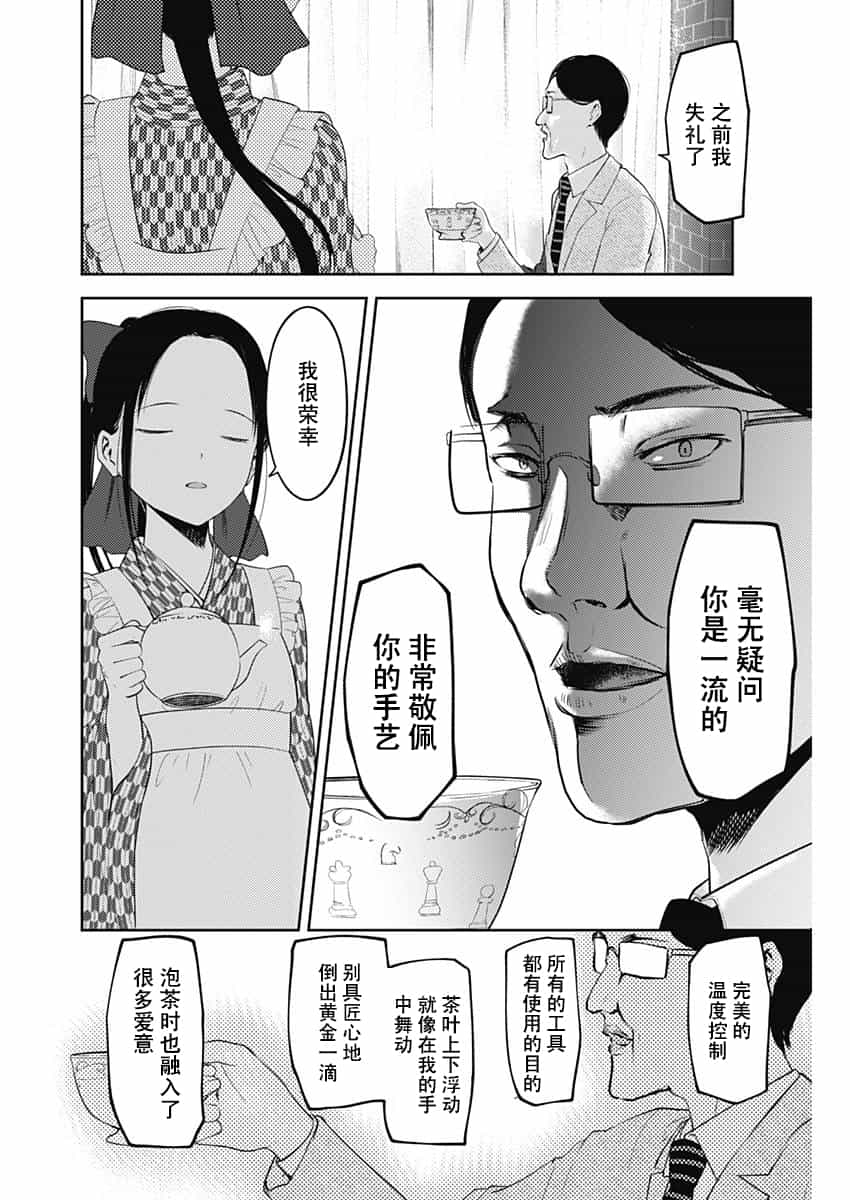 之前我
失礼了
毫无疑问
你是一流的
非常敬佩
你的手艺
我很荣幸
完美的
温度控制
所有的工具
都有使用的目的
茶叶上下浮动
就像在我的手
中舞动
别具匠心地
倒出黄金一滴
泡茶时也融入了
很多爱意